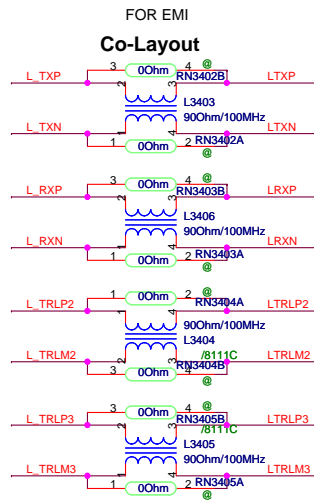 FOR EMI
Co-Layout
3 0Ohm 4 @
RN3402B
L_TXP 2 3 LTXP
L3403
90Ohm/100MHz
L_TXN 1 4 LTXN
1 0Ohm 2 RN3402A
@
3 0Ohm 4 @
RN3403B
L_RXP 2 3 LRXP
L3406
90Ohm/100MHz
L_RXN 1 4 LRXN
1 0Ohm 2 RN3403A
@
1 0Ohm 2 @
RN3404A
L_TRLP2 1 4 LTRLP2
90Ohm/100MHz
L3404
/8111C
L_TRLM2 2 3 LTRLM2
3 0Ohm 4 RN3404B
@
3 0Ohm 4 @
RN3405B
/8111C
L_TRLP3 2 3 LTRLP3
L3405
90Ohm/100MHz
L_TRLM3 1 4 LTRLM3
1 0Ohm 2 RN3405A
@